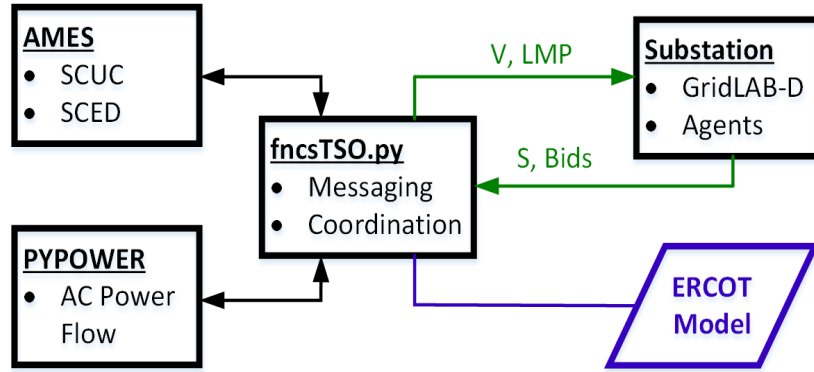 AMES
• SCUC
• SCED
V, LMP
Substation
• GridLAB-D
• Agents
fncsTSO.py
• Messaging
• Coordination
S, Bids
PYPOWER
• AC Power
Flow
ERCOT
Model